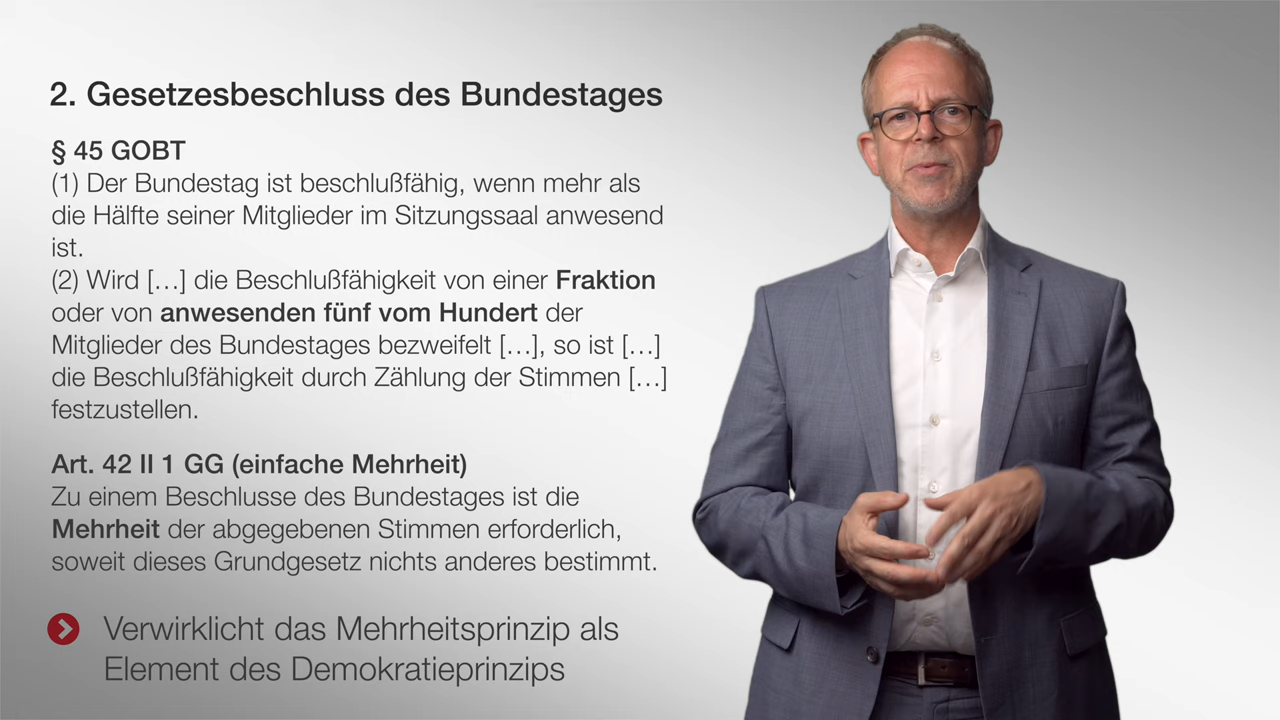 2. Gesetzesbeschluss des Bundestages
§ 45 GOBT
(1) Der Bundestag ist beschlußfähig, wenn mehr als
die Hälfte seiner Mitglieder im Sitzungssaal anwesend
ist.
(2) Wird […] die Beschlußfähigkeit von einer Fraktion
oder von anwesenden fünf vom Hundert der
Mitglieder des Bundestages bezweifelt […], so ist […]
die Beschlußfähigkeit durch Zählung der Stimmen […]
festzustellen.
Art. 42 II 1 GG (einfache Mehrheit)
Zu einem Beschlusse des Bundestages ist die
Mehrheit der abgegebenen Stimmen erforderlich,
soweit dieses Grundgesetz nichts anderes bestimmt.
Verwirklicht das Mehrheitsprinzip als
Element des Demokratieprinzips